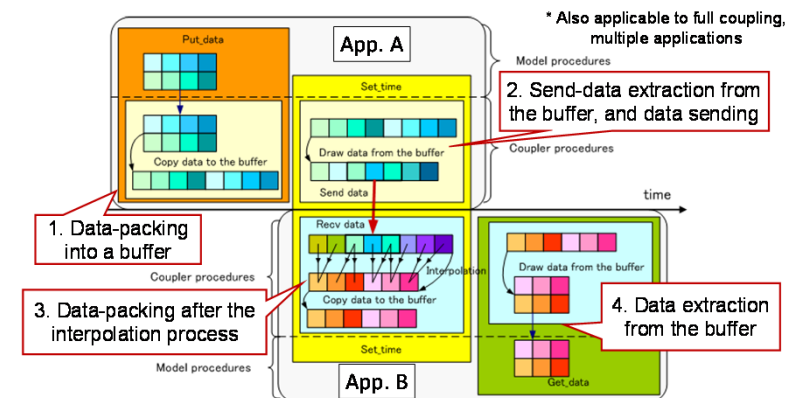 * Also applicable to full coupling,
multiple applications
Put_data
App. A
Model procedures
Set_time
2. Send-data extraction from
the buffer, and data sending
Copy data to the buffer
Draw data from the buffer
Coupler procedures
Send data
time
1. Data-packing
into a buffer
Recv data
Coupler procedures
Interpolation
Draw data from the buffer
3. Data-packing after the
interpolation process
Copy data to the buffer
4. Data extraction
from the buffer
Set_time
Model procedures
App. B
Get_data